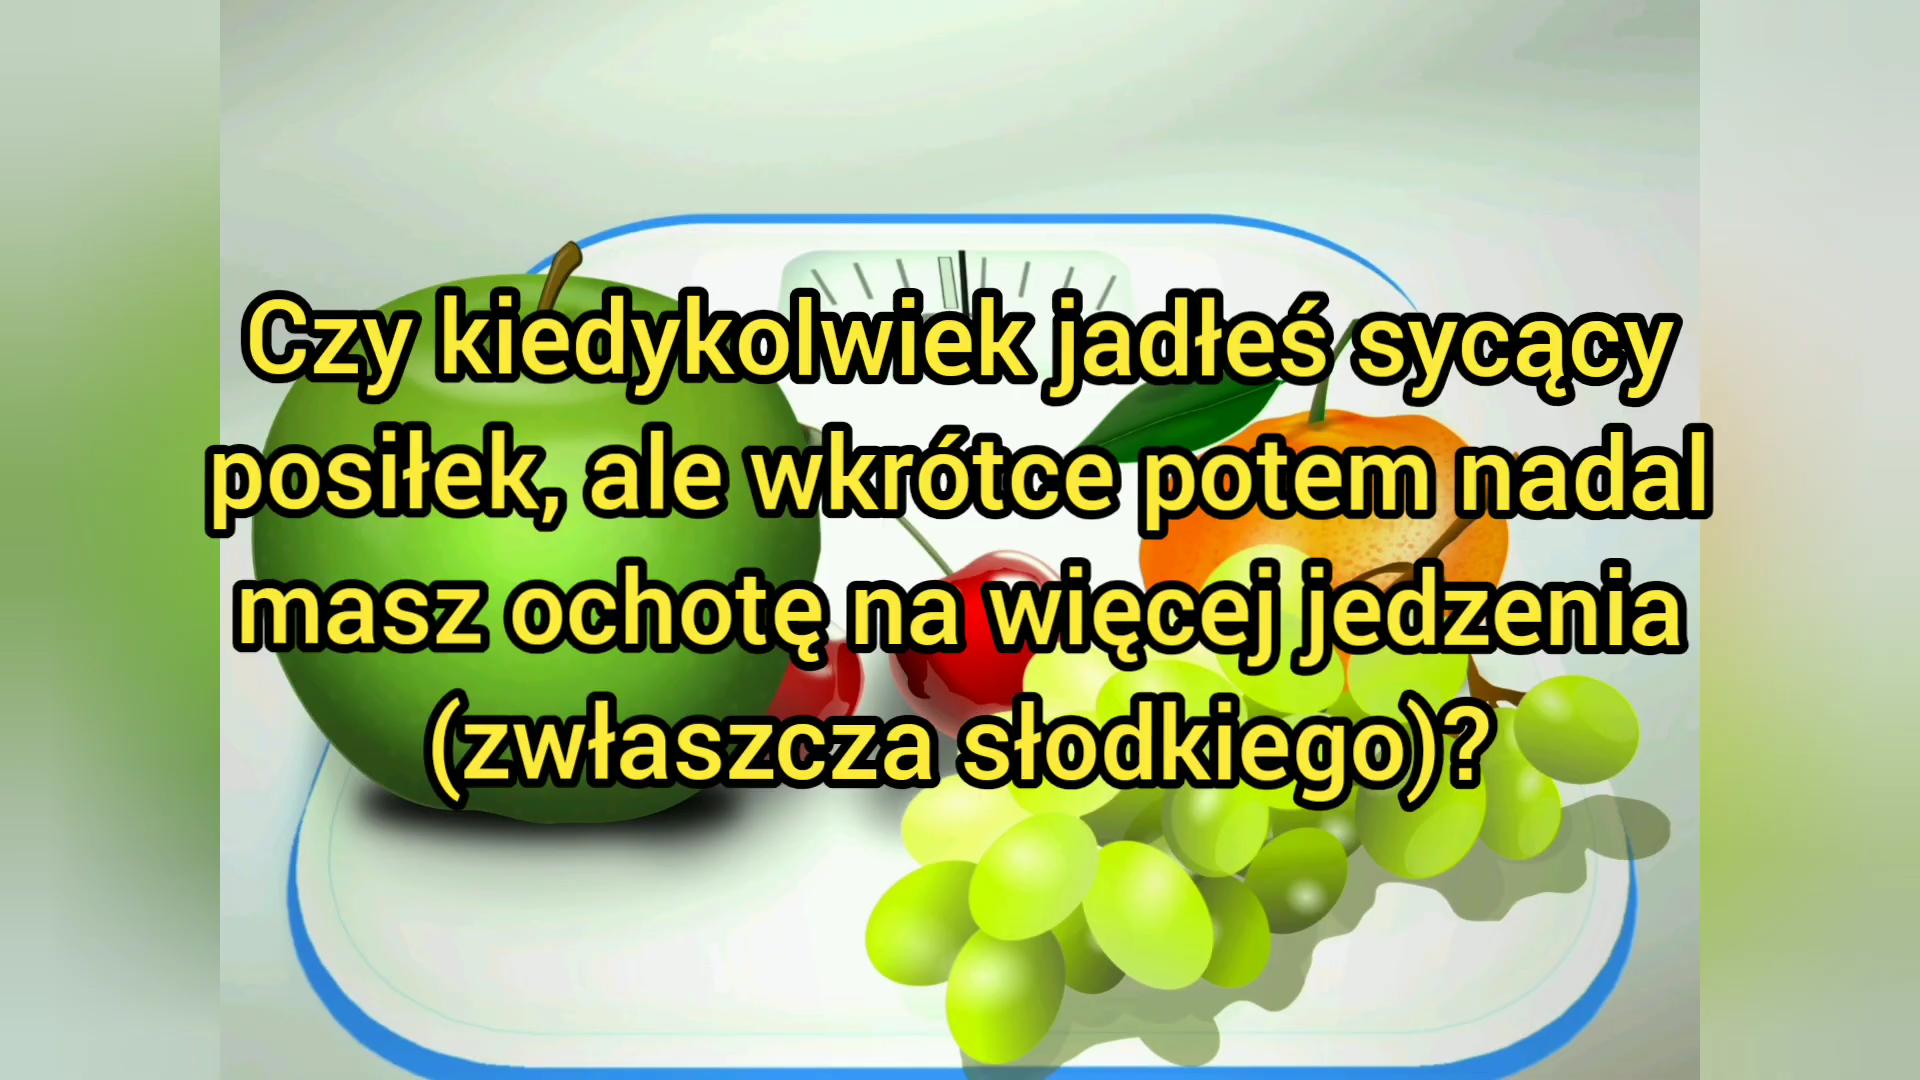 Czy kiedykolwiek jadłeś sycący
posiłek, ale wkrótce potem nadal
masz ochotę na więcej jedzenia
(zwłaszcza słodkiego)?